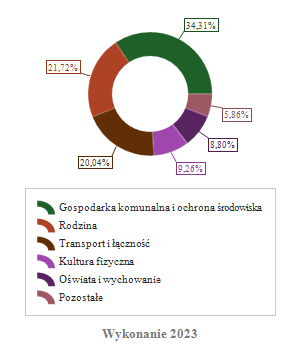 34,31%
21,72%
5,86%
8,80%
20,04%
9,26%
Gospodarka komunalna i ochrona środowiska
Rodzina
Transport i łączność
Kultura fizyczna
Oświata i wychowanie
Pozostałe
Wykonanie 2023